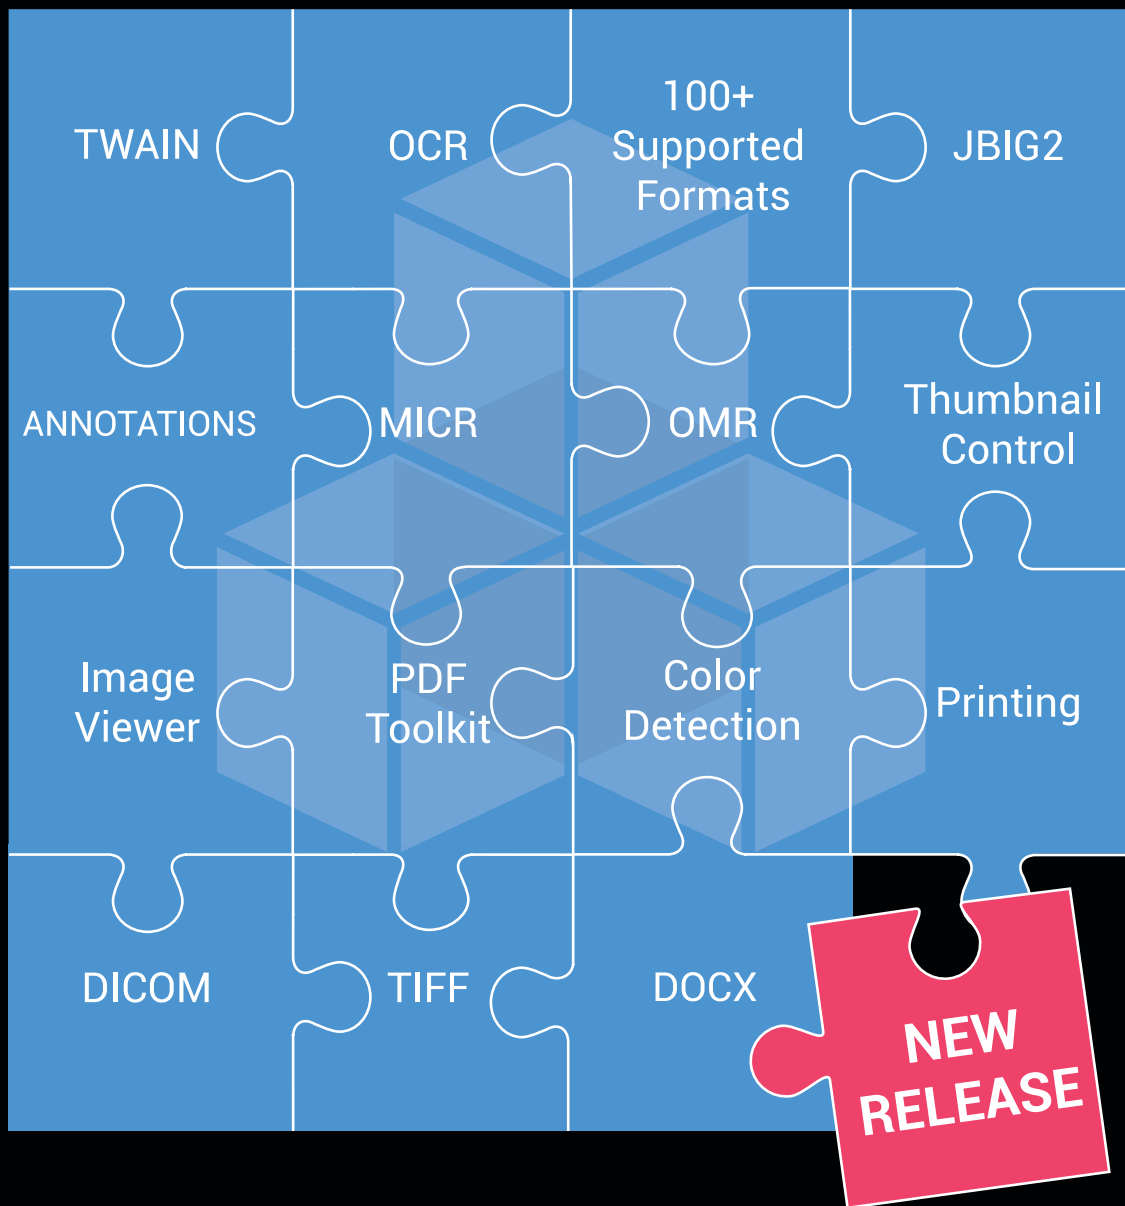 TWAIN
OCR
100+
Supported
Formats
JBIG2
ANNOTATIONS
MICR
OMR
Thumbnail
Control
Image
Viewer
PDF
Toolkit
Color
Detection
Printing
DICOM
TIFF
DOCX
NEW
RELEASE